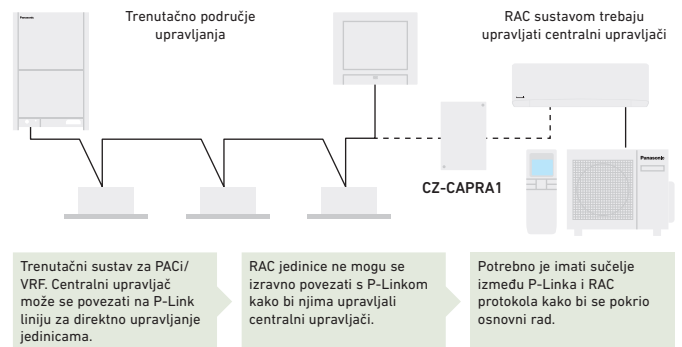 Panasonic
Trenutačno područje
upravljanja
RAC sustavom trebaju
upravljati centralni upravljači
CZ-CAPRA1
Panasonic
Trenutačni sustav za PACi/
VRF. Centralni upravljač
može se povezati na P-Link
liniju za direktno upravljanje
jedinicama.
RAC jedinice ne mogu se
izravno povezati s P-Linkom
kako bi njima upravljali
centralni upravljači.
Potrebno je imati sučelje
između P-Linka i RAC
protokola kako bi se pokrio
osnovni rad.